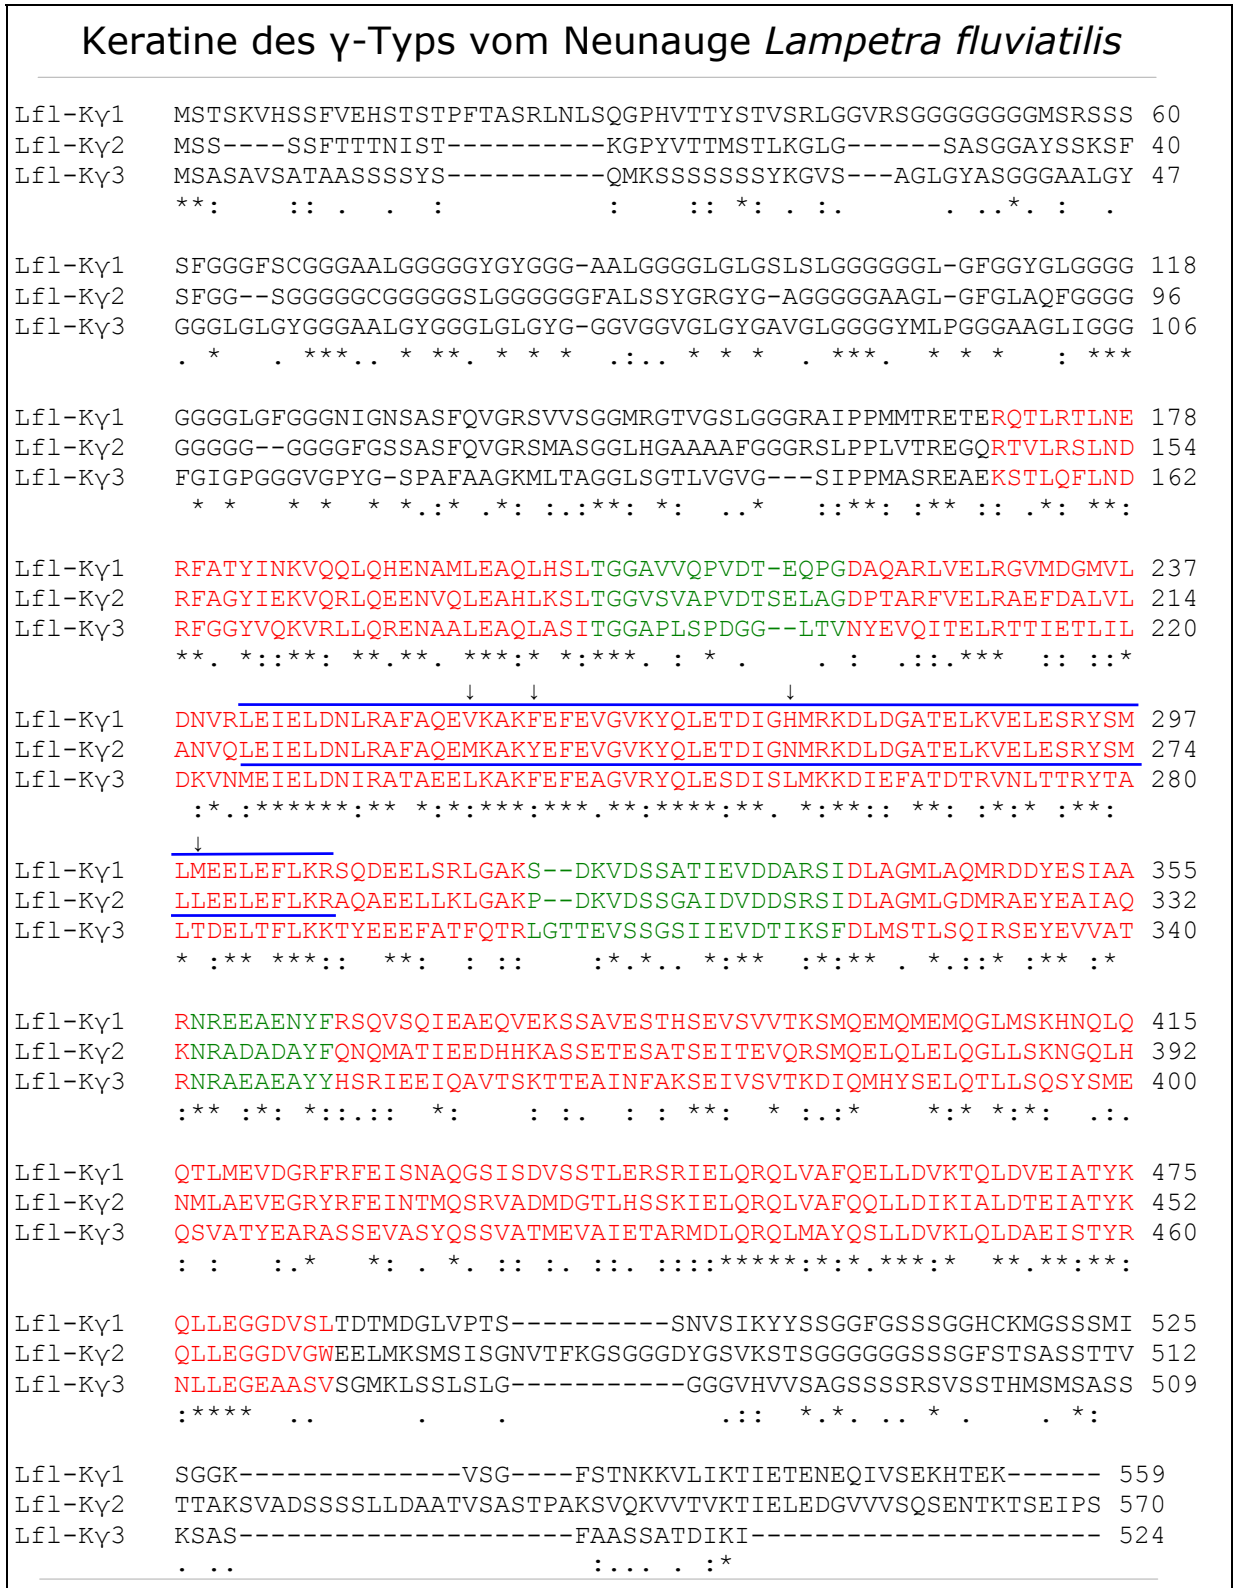 Keratine des γ-Typs vom Neunauge Lampetra fluviatilis
Lfl-Kγ1 MSTSKVHSSFVEHSTSTPFTASRLNLSQGPHVTTYSTVSRLGGVRSGGGGGGGGMSRSSS 60
Lfl-Kγ2 MSS----SSFTTTNIST----------KGPYVTTMSTLKGLG------SASGGAYSSKSF 40
Lfl-Kγ3 MSASAVSATAASSSSYS----------QMKSSSSSSSYKGVS---AGLGYASGGGAALGY 47
**: :: . . : : :: *: . :. . ..*. : .
Lfl-Kγ1 SFGGGFSCGGGAALGGGGGYGYGGG-AALGGGGLGLGSLSLGGGGGGL-GFGGYGLGGGG 118
Lfl-Kγ2 SFGG--SGGGGGCGGGGGSLGGGGGGFALSSYGRGYG-AGGGGGAAGL-GFGLAQFGGGG 96
Lfl-Kγ3 GGGLGLGYGGGAALGYGGGLGLGYG-GGVGGVGLGYGAVGLGGGGYMLPGGGAAGLIGGG 106
. * . ***.. * **. * * * .:.. * * * . ***. * * * : ***
Lfl-Kγ1 GGGGLGFGGGNIGNSASFQVGRSVVSGGMRGTVGSLGGGRAIPPMMTRETERQTLRTLNE 178
Lfl-Kγ2 GGGGG--GGGGFGSSASFQVGRSMASGGLHGAAAAFGGGRSLPPLVTREGQRTVLRSLND 154
Lfl-Kγ3 FGIGPGGGVGPYG-SPAFAAGKMLTAGGLSGTLVGVG---SIPPMASREAEKSTLQFLND 162
* * * * *.:* .*: :.:**: *: ..* ::**: :** :: .*: **:
Lfl-Kγ1 RFATYINKVQQLQHENAMLEAQLHSLTGGAVVQPVDT-EQPGDAQARLVELRGVMDGMVL 237
Lfl-Kγ2 RFAGYIEKVQRLQEENVQLEAHLKSLTGGVSVAPVDTSELAGDPTARFVELRAEFDALVL 214
Lfl-Kγ3 RFGGYVQKVRLLQRENAALEAQLASITGGAPLSPDGG--LTVNYEVQITELRTTIETLIL 220
**. *::**: **.**. ***:* *:***. : * . . : .::.*** :: ::*
↓ ↓ ↓
Lfl-Kγ1 DNVRLEIELDNLRAFAQEVKAKFEFEVGVKYQLETDIGHMRKDLDGATELKVELESRYSM 297
Lfl-Kγ2 ANVQLEIELDNLRAFAQEMKAKYEFEVGVKYQLETDIGNMRKDLDGATELKVELESRYSM 274
Lfl-Kγ3 DKVNMEIELDNIRATAEELKAKFEFEAGVRYQLESDISLMKKDIEFATDTRVNLTTRYTA 280
:*.:******:** *:*:***:***.**:****:**. *:**:: **: :*:* :**:
↓
Lfl-Kγ1 LMEELEFLKRSQDEELSRLGAKS--DKVDSSATIEVDDARSIDLAGMLAQMRDDYESIAA 355
Lfl-Kγ2 LLEELEFLKRAQAEELLKLGAKP--DKVDSSGAIDVDDSRSIDLAGMLGDMRAEYEAIAQ 332
Lfl-Kγ3 LTDELTFLKKTYEEEFATFQTRLGTTEVSSGSIIEVDTIKSFDLMSTLSQIRSEYEVVAT 340
* :** ***:: **: : :: :*.*.. *:** :*:** . *.::* :** :*
Lfl-Kγ1 RNREEAENYFRSQVSQIEAEQVEKSSAVESTHSEVSVVTKSMQEMQMEMQGLMSKHNQLQ 415
Lfl-Kγ2 KNRADADAYFQNQMATIEEDHHKASSETESATSEITEVQRSMQELQLELQGLLSKNGQLH 392
Lfl-Kγ3 RNRAEAEAYYHSRIEEIQAVTSKTTEAINFAKSEIVSVTKDIQMHYSELQTLLSQSYSME 400
:** :*: *::.:: *: : :. : : **: * :.:* *:* *:*: .:.
Lfl-Kγ1 QTLMEVDGRFRFEISNAQGSISDVSSTLERSRIELQRQLVAFQELLDVKTQLDVEIATYK 475
Lfl-Kγ2 NMLAEVEGRYRFEINTMQSRVADMDGTLHSSKIELQRQLVAFQQLLDIKIALDTEIATYK 452
Lfl-Kγ3 QSVATYEARASSEVASYQSSVATMEVAIETARMDLQRQLMAYQSLLDVKLQLDAEISTYR 460
: : :.* *: . *. :: :. ::. ::::*****:*:*.***:* **.**:**:
Lfl-Kγ1 QLLEGGDVSLTDTMDGLVPTS----------SNVSIKYYSSGGFGSSSGGHCKMGSSSMI 525
Lfl-Kγ2 QLLEGGDVGWEELMKSMSISGNVTFKGSGGGDYGSVKSTSGGGGGGSSSGFSTSASSTTV 512
Lfl-Kγ3 NLLEGEAASVSGMKLSSLSLG-----------GGGVHVVSAGSSSSRSVSSTHMSMSASS 509
:**** .. . . .:: *.*. .. * . . *:
Lfl-Kγ1 SGGK--------------VSG----FSTNKKVLIKTIETENEQIVSEKHTEK------ 559
Lfl-Kγ2 TTAKSVADSSSSLLDAATVSASTPAKSVQKVVTVKTIELEDGVVVSQSENTKTSEIPS 570
Lfl-Kγ3 KSAS---------------------FAASSATDIKI---------------------- 524
. .. :... . :*